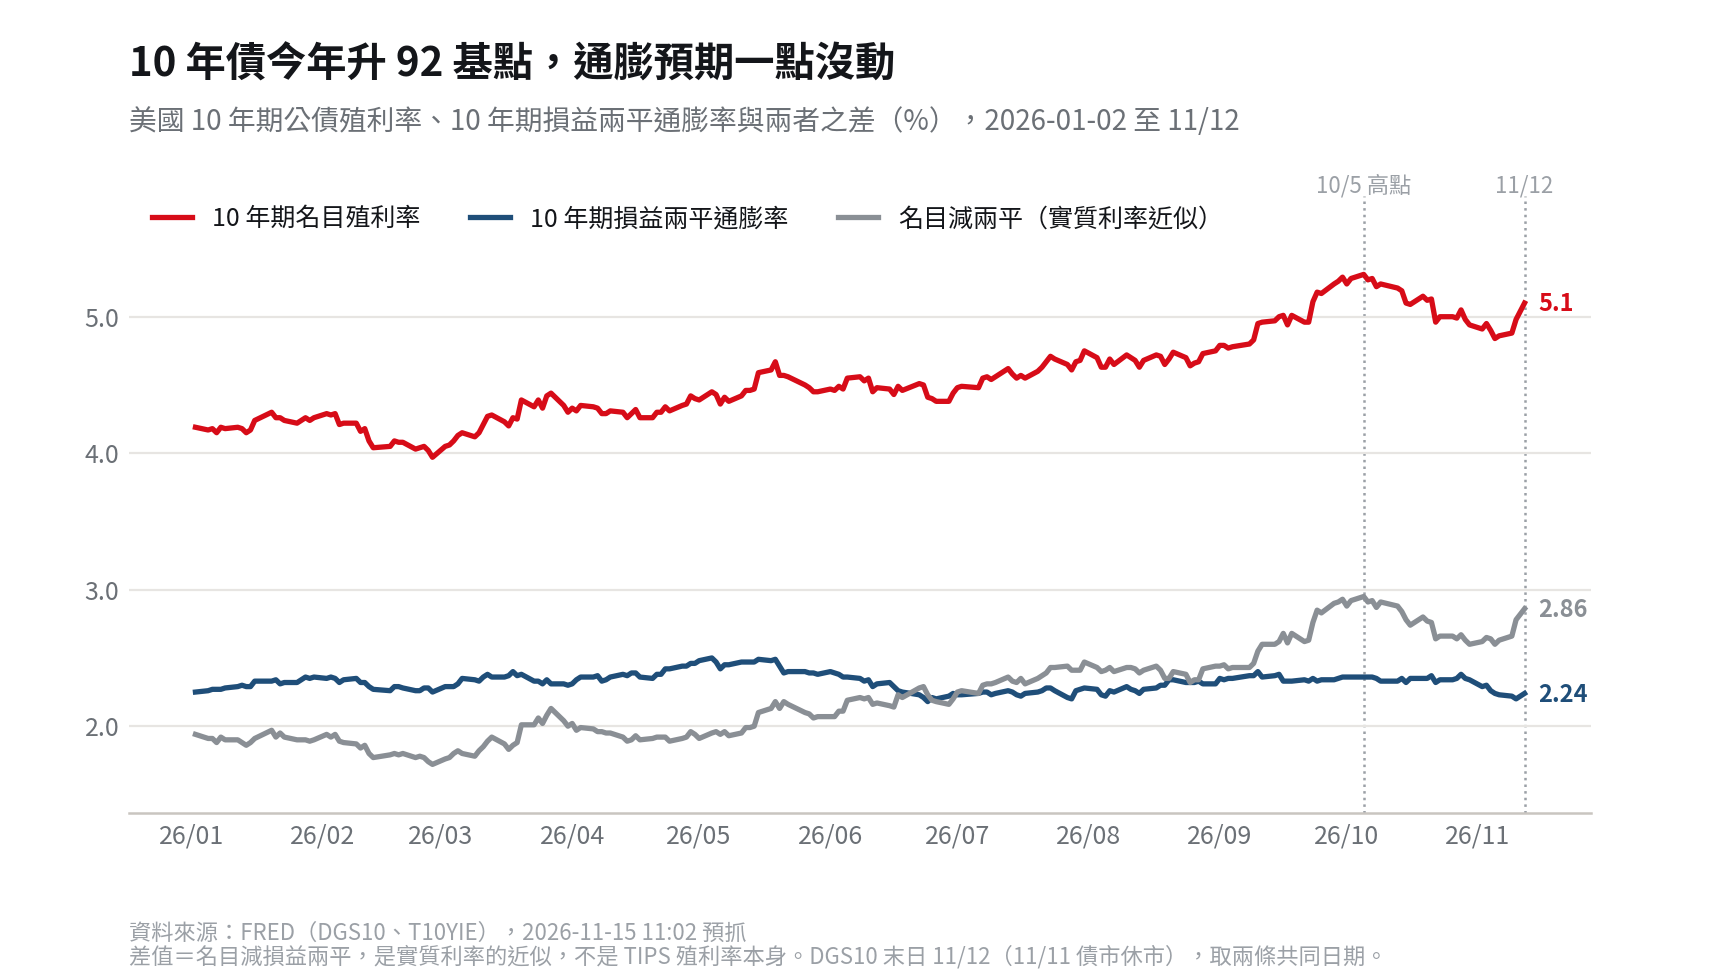 10 年債今年升 92 基點，通膨預期一點沒動
美國 10 年期公債殖利率、10 年期損益兩平通膨率與兩者之差（%），2026-01-02 至 11/12
10/5 高點
11/12
10 年期名目殖利率
10 年期損益兩平通膨率
名目減兩平（實質利率近似）
5.0
4.0
3.0
2.0
5.1
2.86
2.24
26/01
26/02
26/03
26/04
26/05
26/06
26/07
26/08
26/09
26/10
26/11
資料來源：FRED（DGS10、T10YIE），2026-11-15 11:02 預抓
差值＝名目減損益兩平，是實質利率的近似，不是 TIPS 殖利率本身。DGS10 末日 11/12（11/11 債市休市），取兩條共同日期。